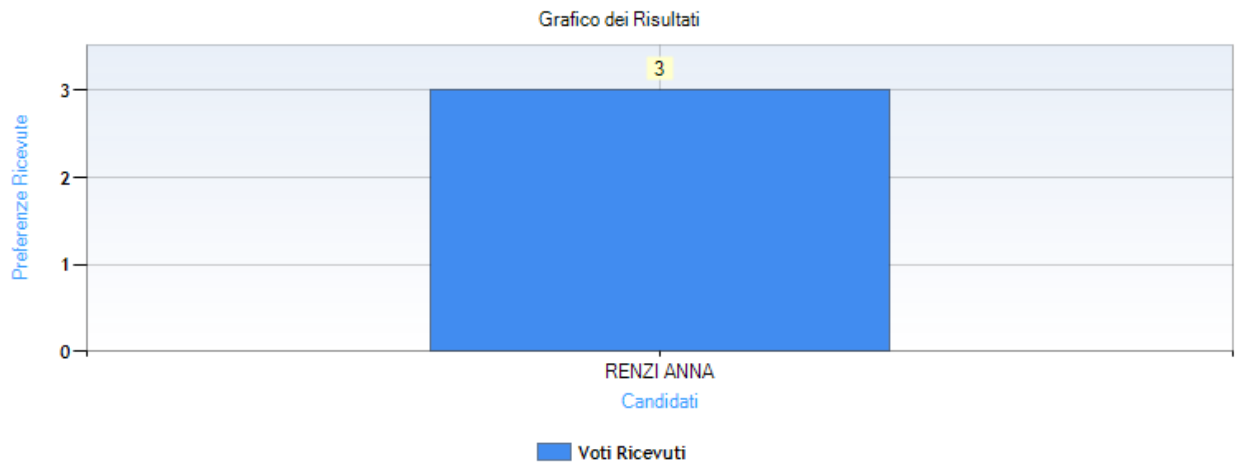 Grafico dei Risultati
3
3
2
1
0
Preferenze Ricevute
RENZI ANNA
Candidati
Voti Ricevuti